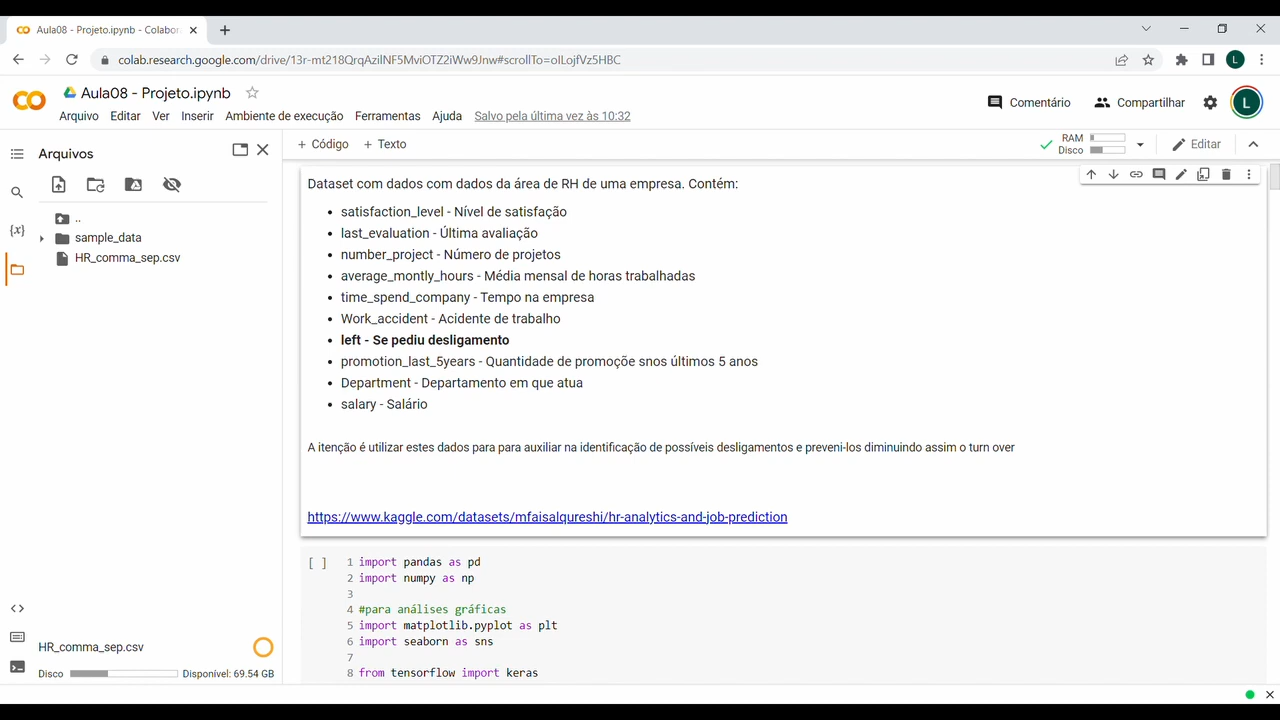 Aula08 - Projeto.ipynb - Colabor
colab.research.google.com/drive/13r-mt218QrqAzilNF5MviOTZ2iWw9Jnw#scrollTo=oILojfVz5HBC
L
Aula08 - Projeto.ipynb
Arquivo Editar Ver Inserir Ambiente de execução Ferramentas Ajuda Salvo pela última vez às 10:32
Comentário Compartilhar L
Arquivos
+ Código + Texto
RAM
Disco
Editar
..
sample_data
HR_comma_sep.csv
{x}
Dataset com dados com dados da área de RH de uma empresa. Contém:
• satisfaction_level - Nível de satisfação
• last_evaluation - Última avaliação
• number_project - Número de projetos
• average_montly_hours - Média mensal de horas trabalhadas
• time_spend_company - Tempo na empresa
• Work_accident - Acidente de trabalho
• left - Se pediu desligamento
• promotion_last_5years - Quantidade de promoçõe snos últimos 5 anos
• Department - Departamento em que atua
• salary - Salário
A itenção é utilizar estes dados para para auxiliar na identificação de possíveis desligamentos e preveni-los diminuindo assim o turn over
https://www.kaggle.com/datasets/mfaisalqureshi/hr-analytics-and-job-prediction
[ ] 1 import pandas as pd
2 import numpy as np
3
4 #para análises gráficas
5 import matplotlib.pyplot as plt
6 import seaborn as sns
7
8 from tensorflow import keras
HR_comma_sep.csv
Disco Disponível: 69.54 GB